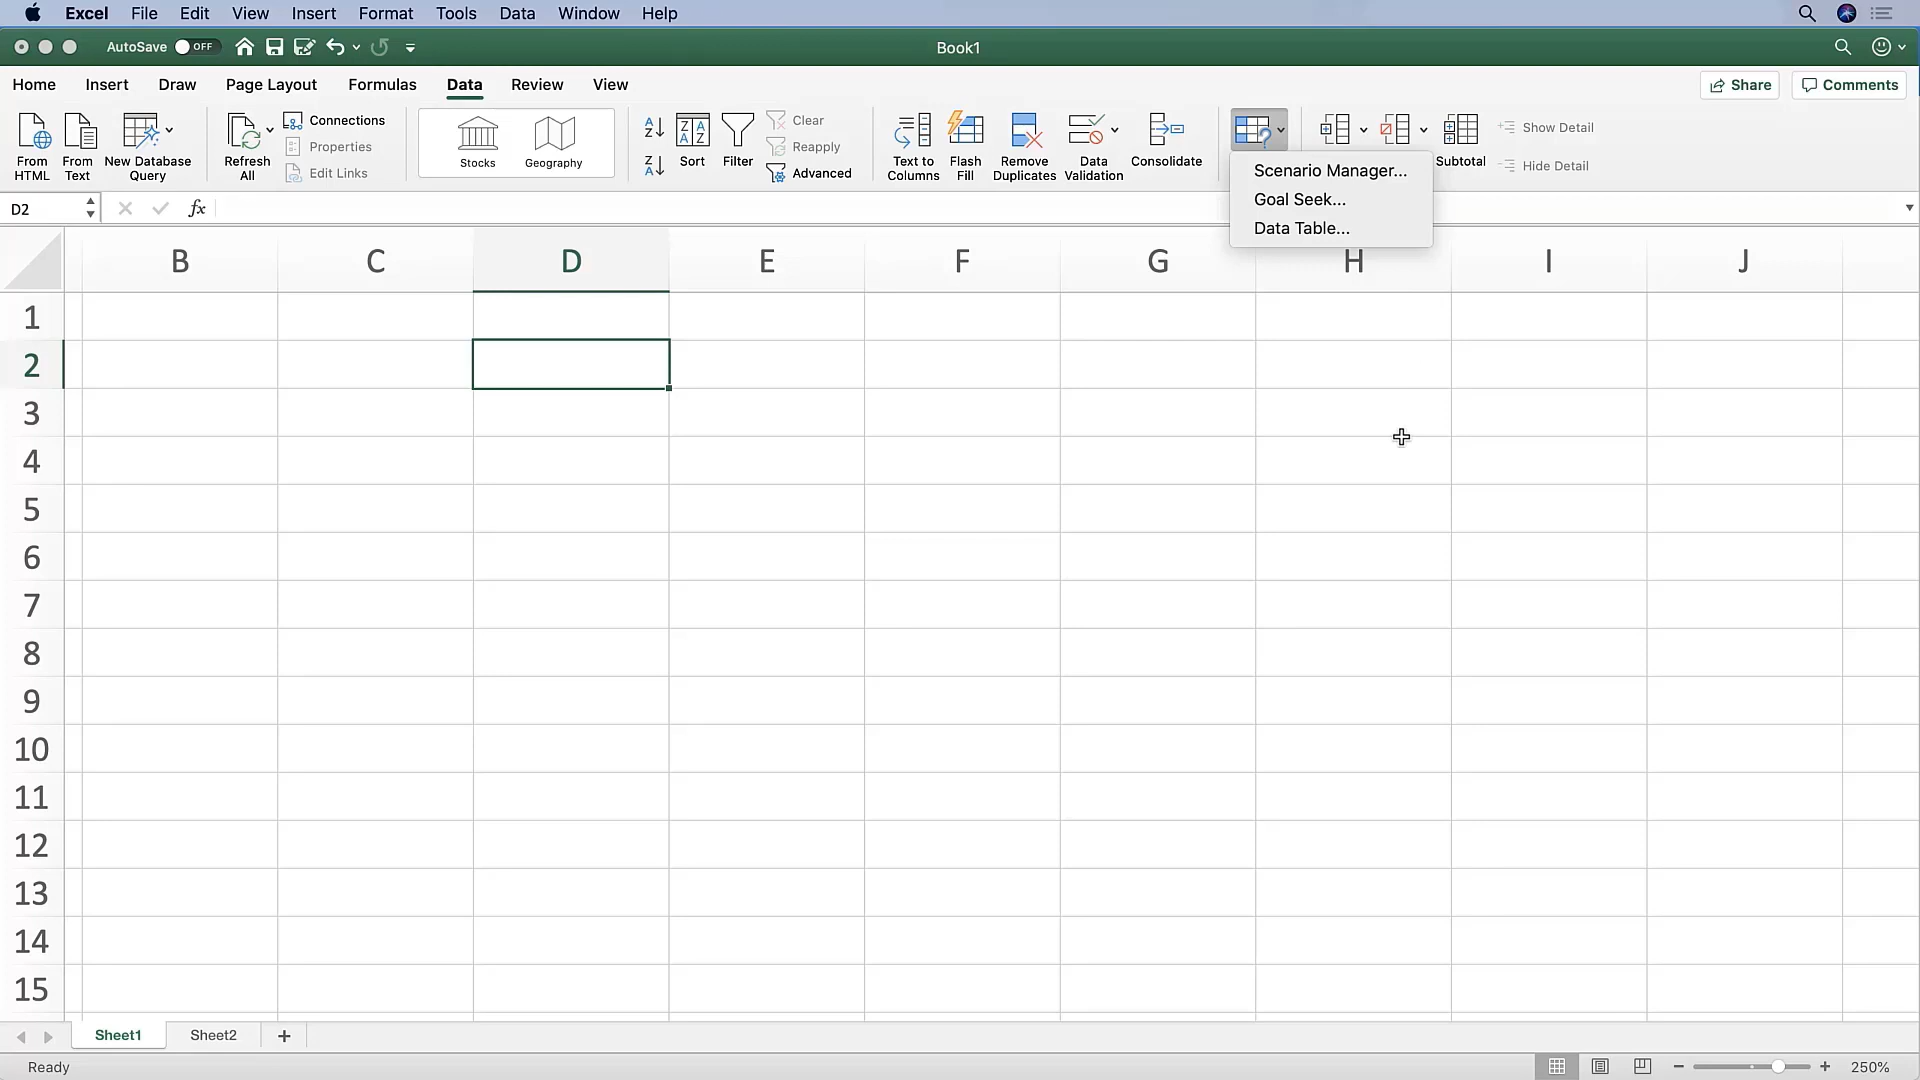 Excel File Edit View Insert Format Tools Data Window Help
AutoSave OFF
Book1
Home Insert Draw Page Layout Formulas Data Review View
Share Comments
From HTML
From Text
New Database Query
Refresh All
Connections
Properties
Edit Links
Stocks
Geography
Sort
Filter
Clear
Reapply
Advanced
Text to Columns
Flash Fill
Remove Duplicates
Data Validation
Consolidate
Subtotal
Show Detail
Hide Detail
Scenario Manager...
Goal Seek...
Data Table...
D2
fx
B C D E F G H I J
1
2
3
4
5
6
7
8
9
10
11
12
13
14
15
Sheet1 Sheet2 +
Ready
250%